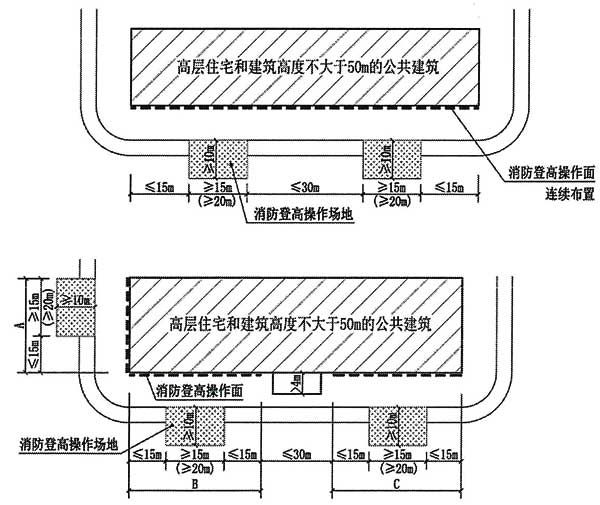 高层住宅和建筑高度不大于50m的公共建筑
≥10m
≥10m
消防登高操作面
连续布置
≤15m
≥15m
(≥20m)
≤30m
≥15m
(≥20m)
≤15m
消防登高操作场地
A
≥15m
(≥20m)
≤15m
≥10m
高层住宅和建筑高度不大于50m的公共建筑
消防登高操作面
>4m
消防登高操作场地
≥10m
≥10m
≤15m
≥15m
(≥20m)
≤15m
≤30m
≤15m
≥15m
(≥20m)
≤15m
B
C